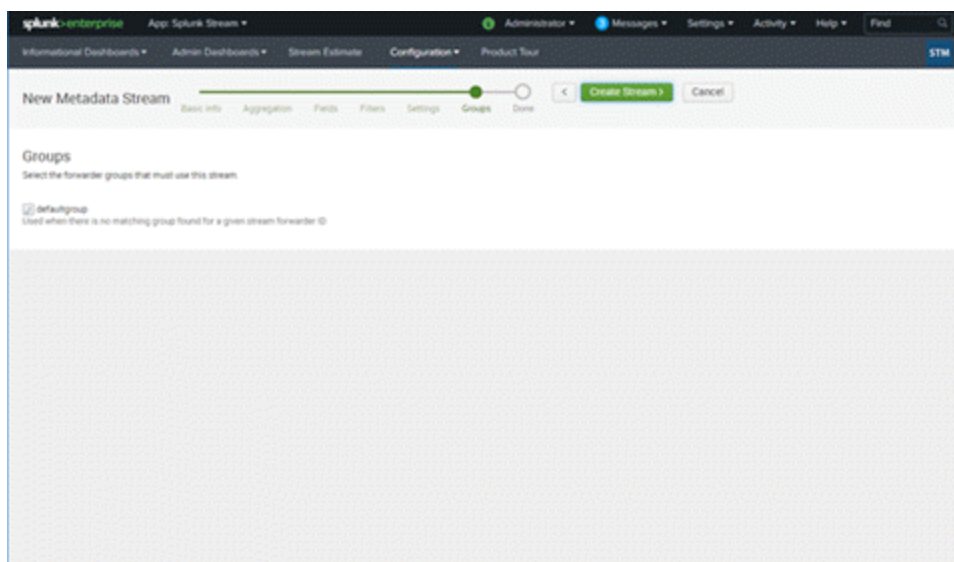 splunk>enterprise App: Splunk Stream Administrator 3 Messages Settings Activity Help Find
Informational Dashboards Admin Dashboards Stream Estimate Configuration Product Tour STM
New Metadata Stream < Create Stream > Cancel
Basic info Aggregation Fields Filters Settings Groups Done
Groups
Select the forwarder groups that must use this stream.
defaultgroup
Used when there is no matching group found for a given stream forwarder ID